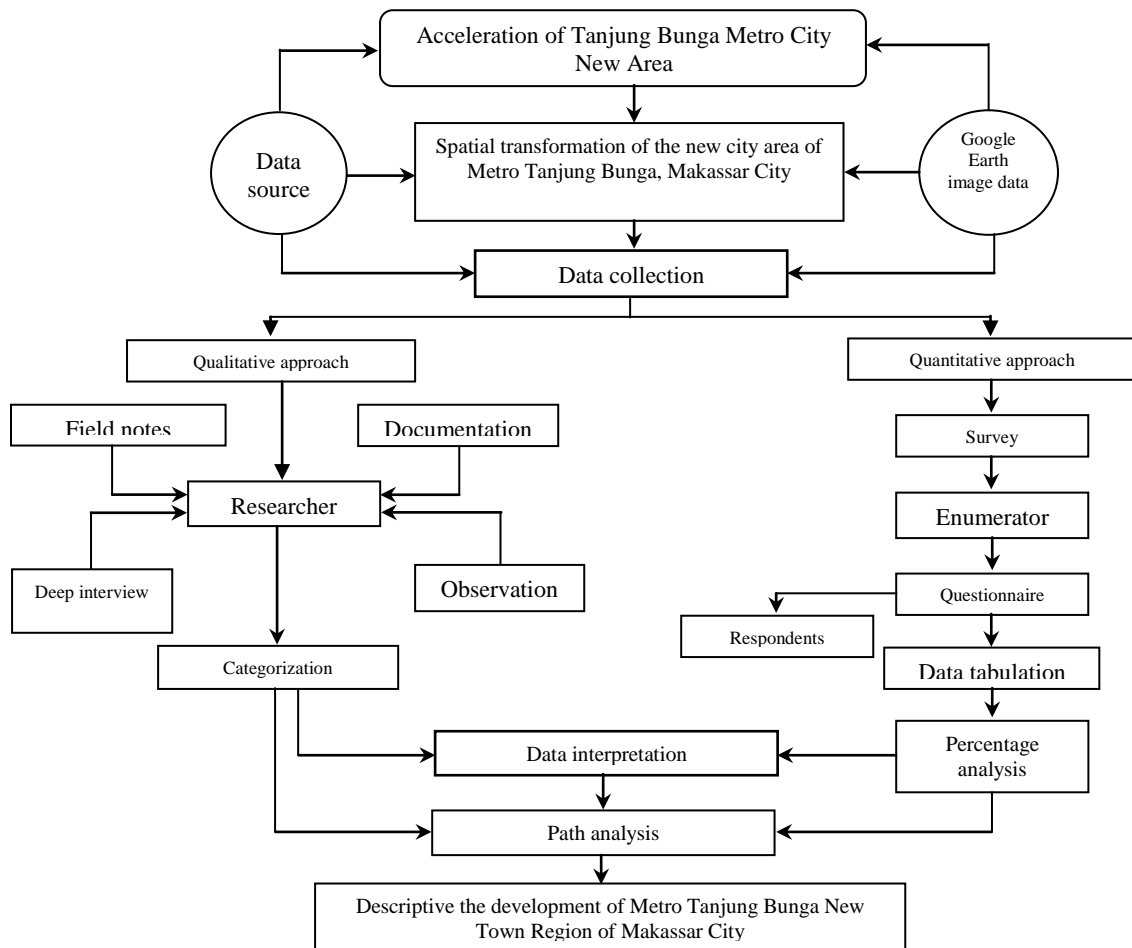 Acceleration of Tanjung Bunga Metro City
New Area
Data
source
Spatial transformation of the new city area of
Metro Tanjung Bunga, Makassar City
Google
Earth
image data
Data collection
Qualitative approach
Quantitative approach
Field notes
Documentation
Survey
Researcher
Enumerator
Deep interview
Observation
Questionnaire
Respondents
Categorization
Data tabulation
Data interpretation
Percentage
analysis
Path analysis
Descriptive the development of Metro Tanjung Bunga New
Town Region of Makassar City